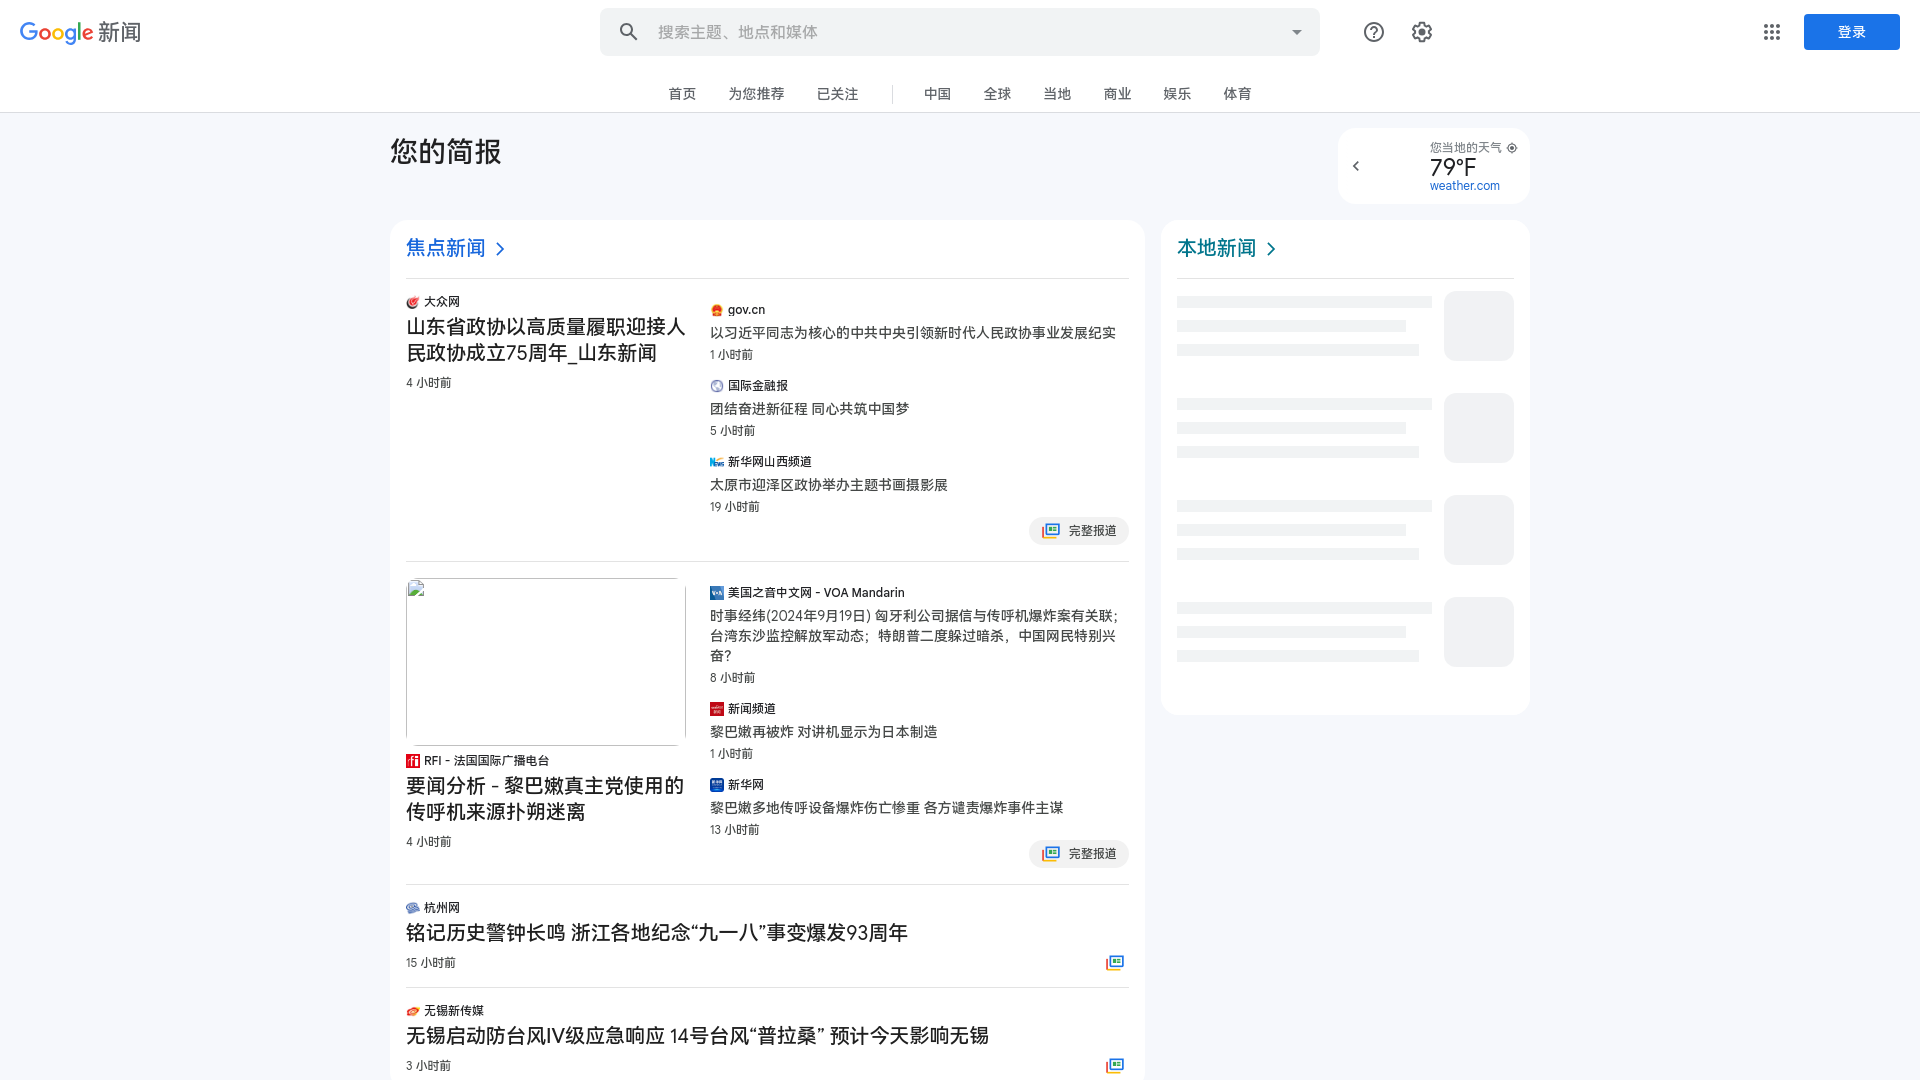 Google 新闻
搜索主题、地点和媒体
登录
首页 为您推荐 已关注 中国 全球 当地 商业 娱乐 体育
您的简报
您当地的天气
79°F
weather.com
焦点新闻
大众网
山东省政协以高质量履职迎接人
民政协成立75周年_山东新闻
4 小时前
gov.cn
以习近平同志为核心的中共中央引领新时代人民政协事业发展纪实
1 小时前
国际金融报
团结奋进新征程 同心共筑中国梦
5 小时前
新华网山西频道
太原市迎泽区政协举办主题书画摄影展
19 小时前
完整报道
RFI - 法国国际广播电台
要闻分析 - 黎巴嫩真主党使用的
传呼机来源扑朔迷离
4 小时前
美国之音中文网 - VOA Mandarin
时事经纬(2024年9月19日) 匈牙利公司据信与传呼机爆炸案有关联；
台湾东沙监控解放军动态；特朗普二度躲过暗杀，中国网民特别兴
奋？
8 小时前
新闻频道
黎巴嫩再被炸 对讲机显示为日本制造
1 小时前
新华网
黎巴嫩多地传呼设备爆炸伤亡惨重 各方谴责爆炸事件主谋
13 小时前
完整报道
杭州网
铭记历史警钟长鸣 浙江各地纪念“九一八”事变爆发93周年
15 小时前
无锡新传媒
无锡启动防台风Ⅳ级应急响应 14号台风“普拉桑” 预计今天影响无锡
3 小时前
本地新闻